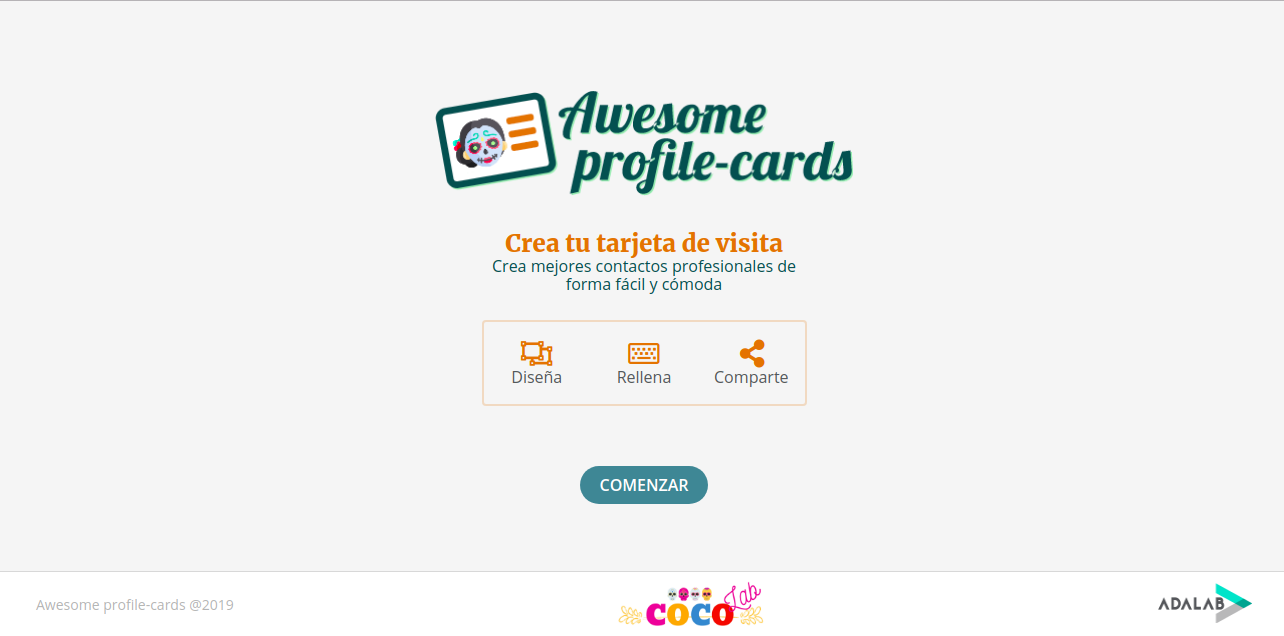 Awesome
profile-cards
Crea tu tarjeta de visita
Crea mejores contactos profesionales de
forma fácil y cómoda
Diseña
Rellena
Comparte
COMENZAR
Awesome profile-cards @2019
COCO Lab
ADALAB